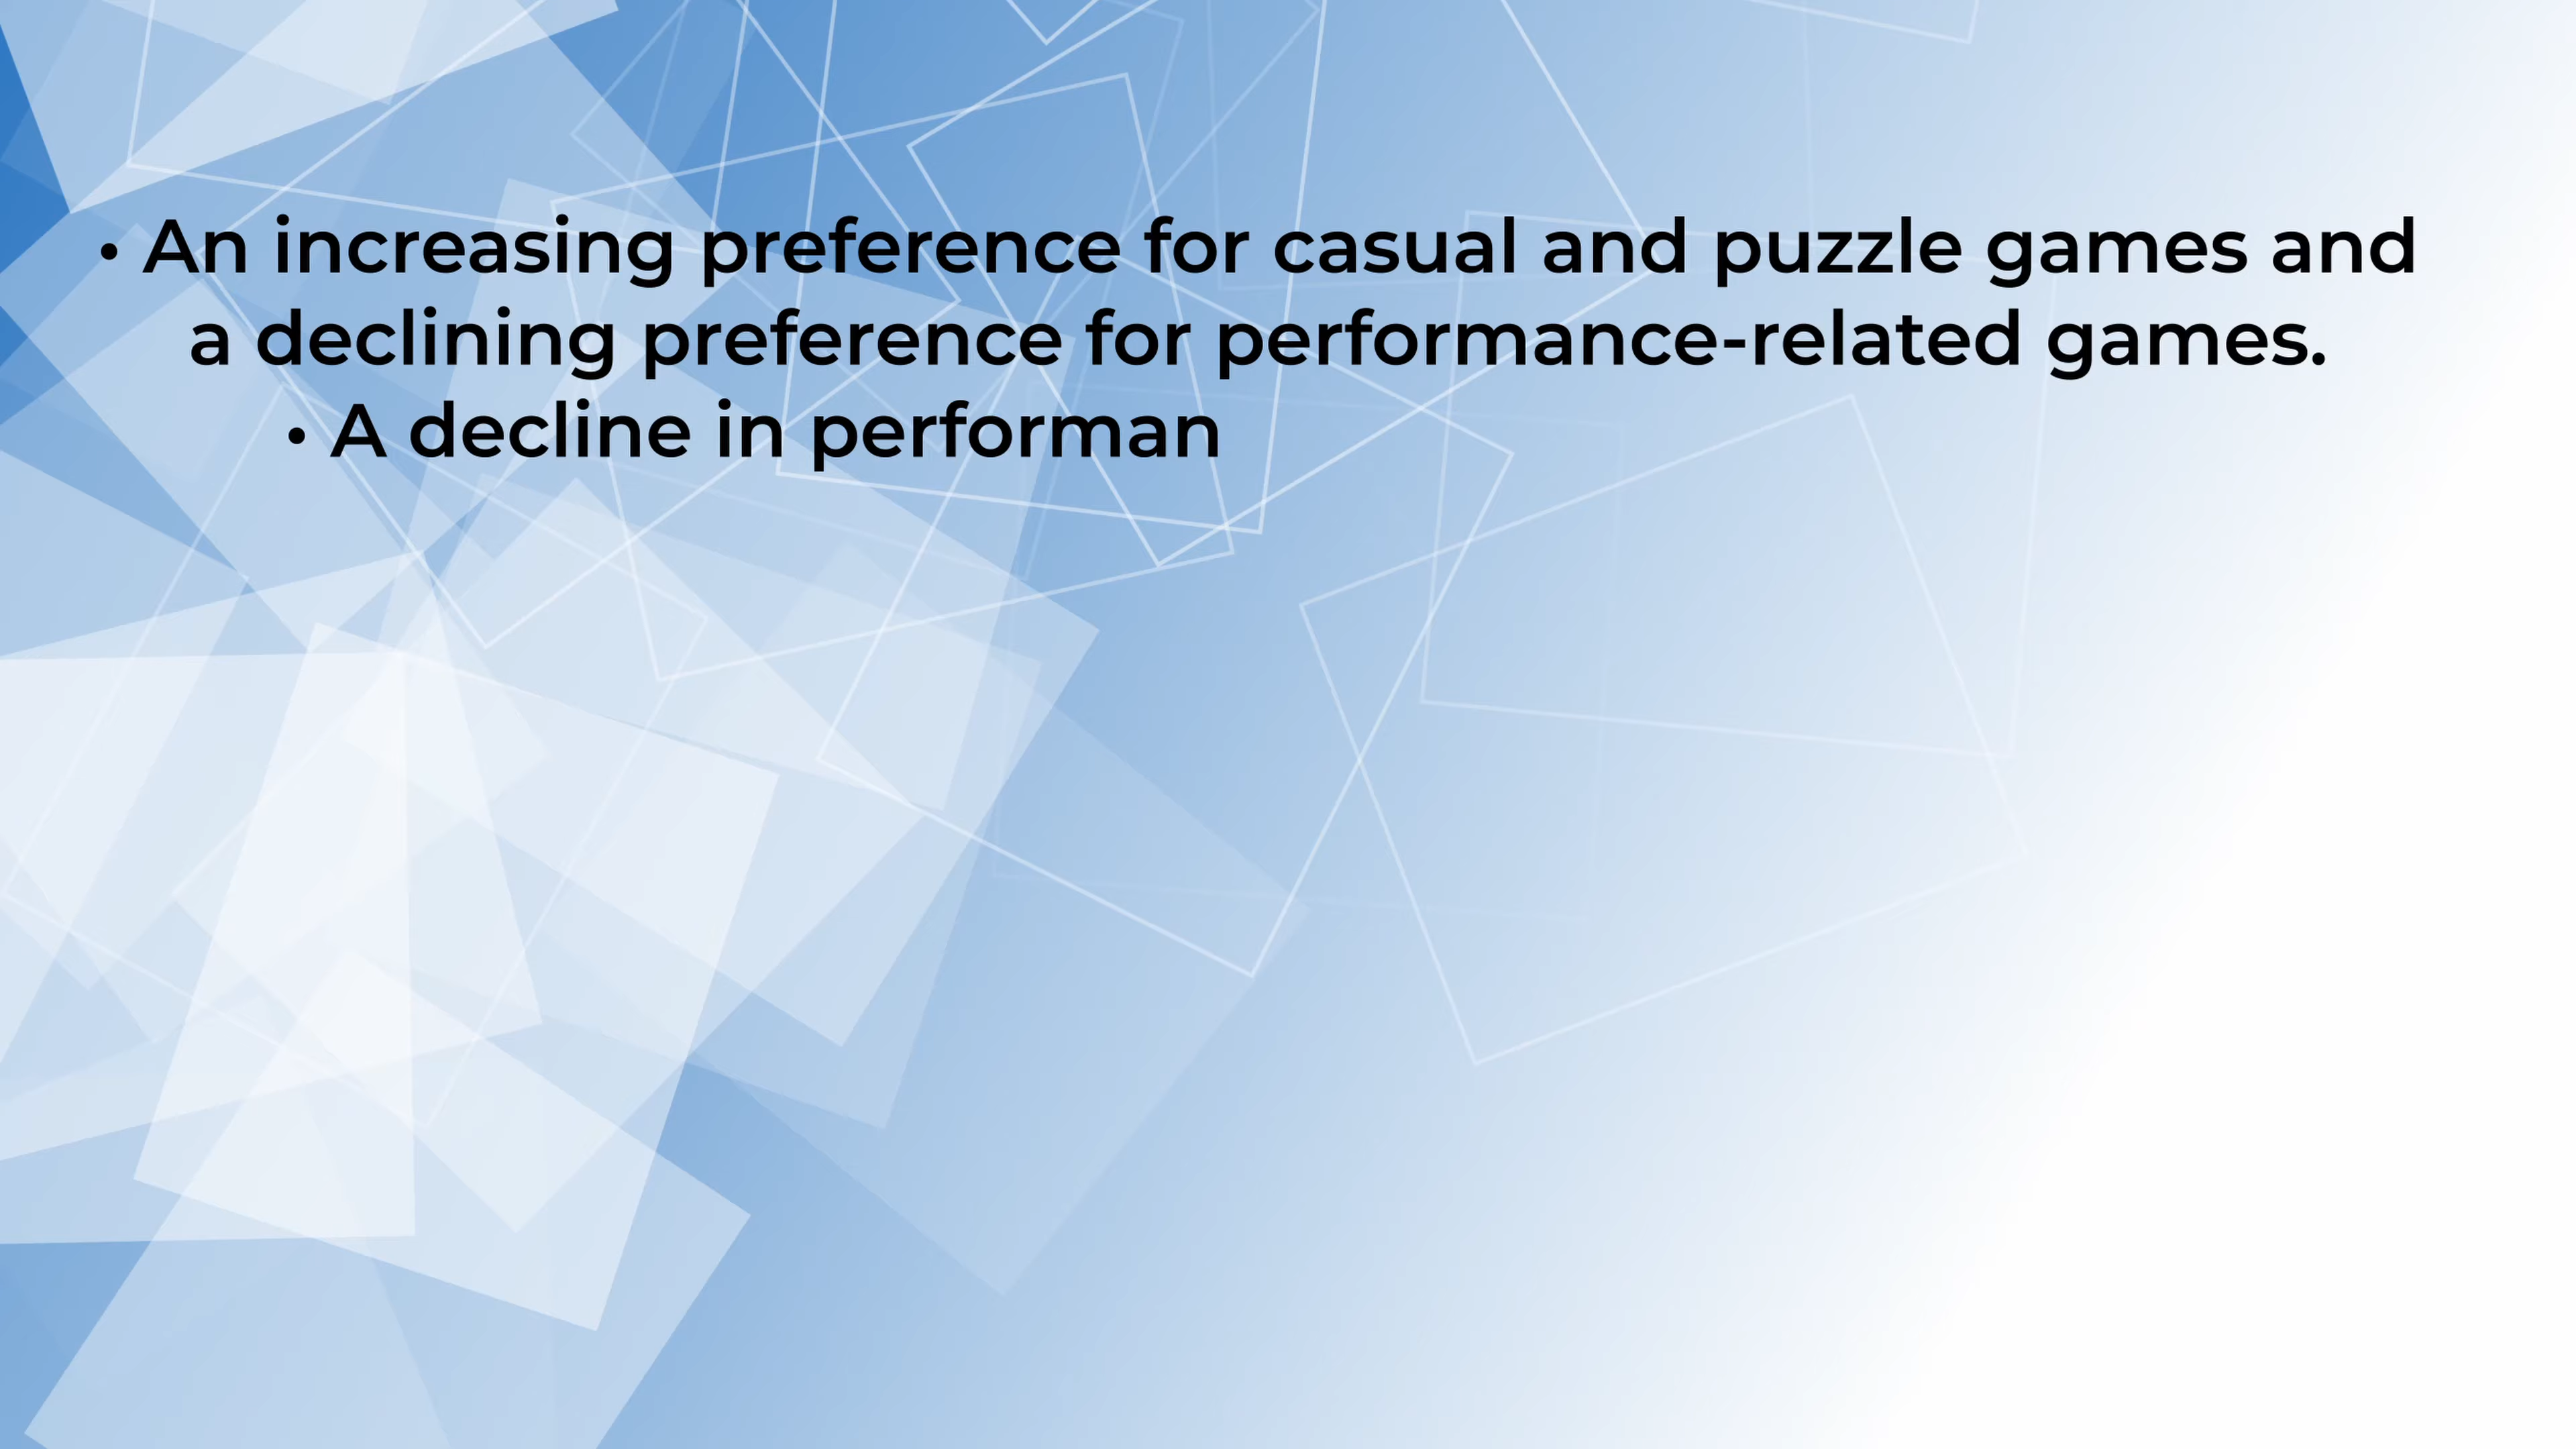 • An increasing preference for casual and puzzle games and
a declining preference for performance-related games.
• A decline in performan